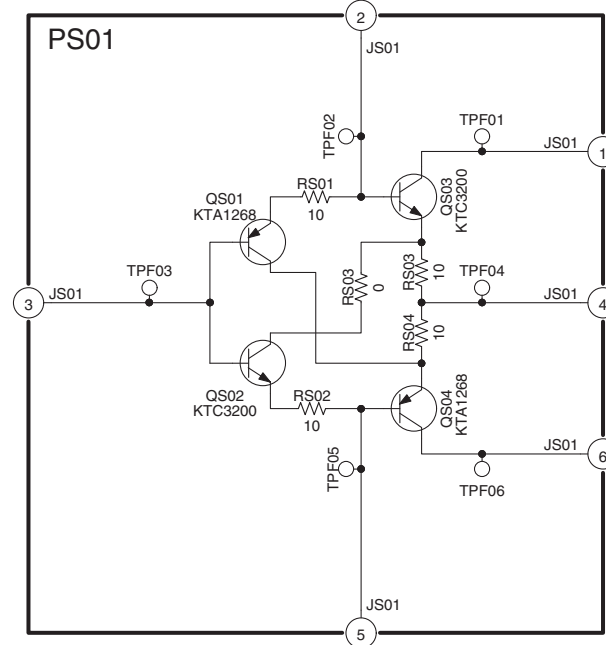 2
PS01
JS01
TPF02
TPF01
JS01
1
RS01
10
QS01
KTA1268
QS03
KTC3200
TPF03
3
JS01
RS03
0
RS03
10
TPF04
JS01
4
RS04
10
QS02
KTC3200
RS02
10
QS04
KTA1268
TPF05
JS01
6
TPF06
JS01
5